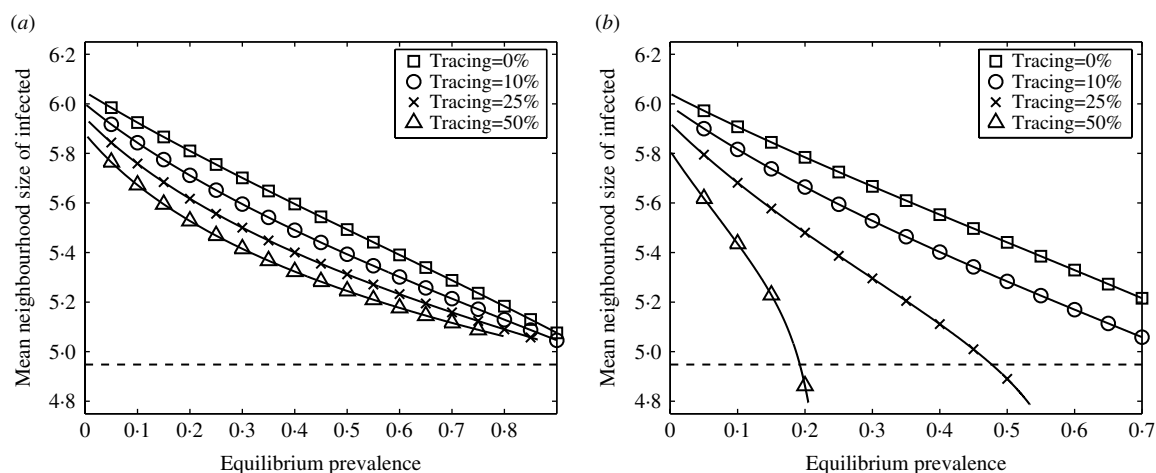 (a)
6·2
6·0
5·8
5·6
5·4
5·2
5·0
4·8
Mean neighbourhood size of infected
Tracing=0%
Tracing=10%
Tracing=25%
Tracing=50%
0 0·1 0·2 0·3 0·4 0·5 0·6 0·7 0·8
Equilibrium prevalence
(b)
6·2
6·0
5·8
5·6
5·4
5·2
5·0
4·8
Mean neighbourhood size of infected
Tracing=0%
Tracing=10%
Tracing=25%
Tracing=50%
0 0·1 0·2 0·3 0·4 0·5 0·6 0·7
Equilibrium prevalence